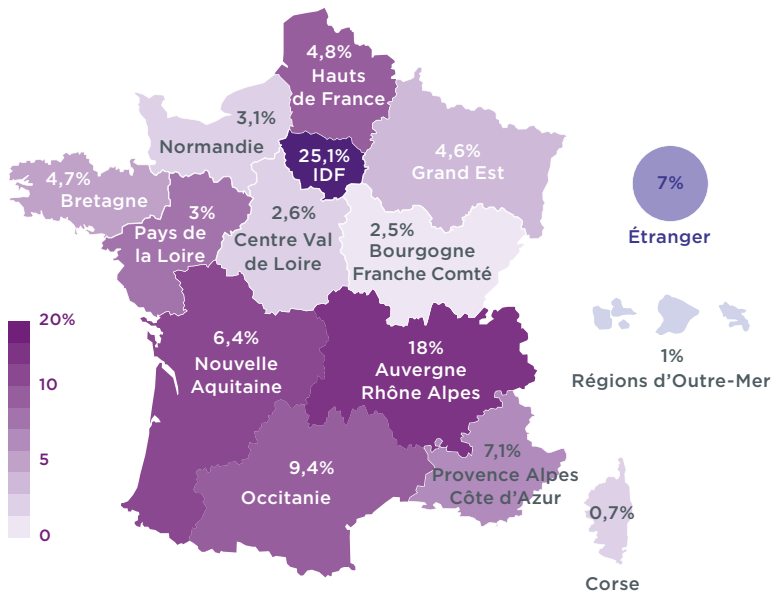 4,8%
Hauts
de France
3,1%
Normandie
25,1%
IDF
4,6%
Grand Est
4,7%
Bretagne
3%
Pays de
la Loire
2,6%
Centre Val
de Loire
2,5%
Bourgogne
Franche Comté
7%
Étranger
20%
10
5
0
6,4%
Nouvelle
Aquitaine
18%
Auvergne
Rhône Alpes
1%
Régions d’Outre-Mer
9,4%
Occitanie
7,1%
Provence Alpes
Côte d’Azur
0,7%
Corse